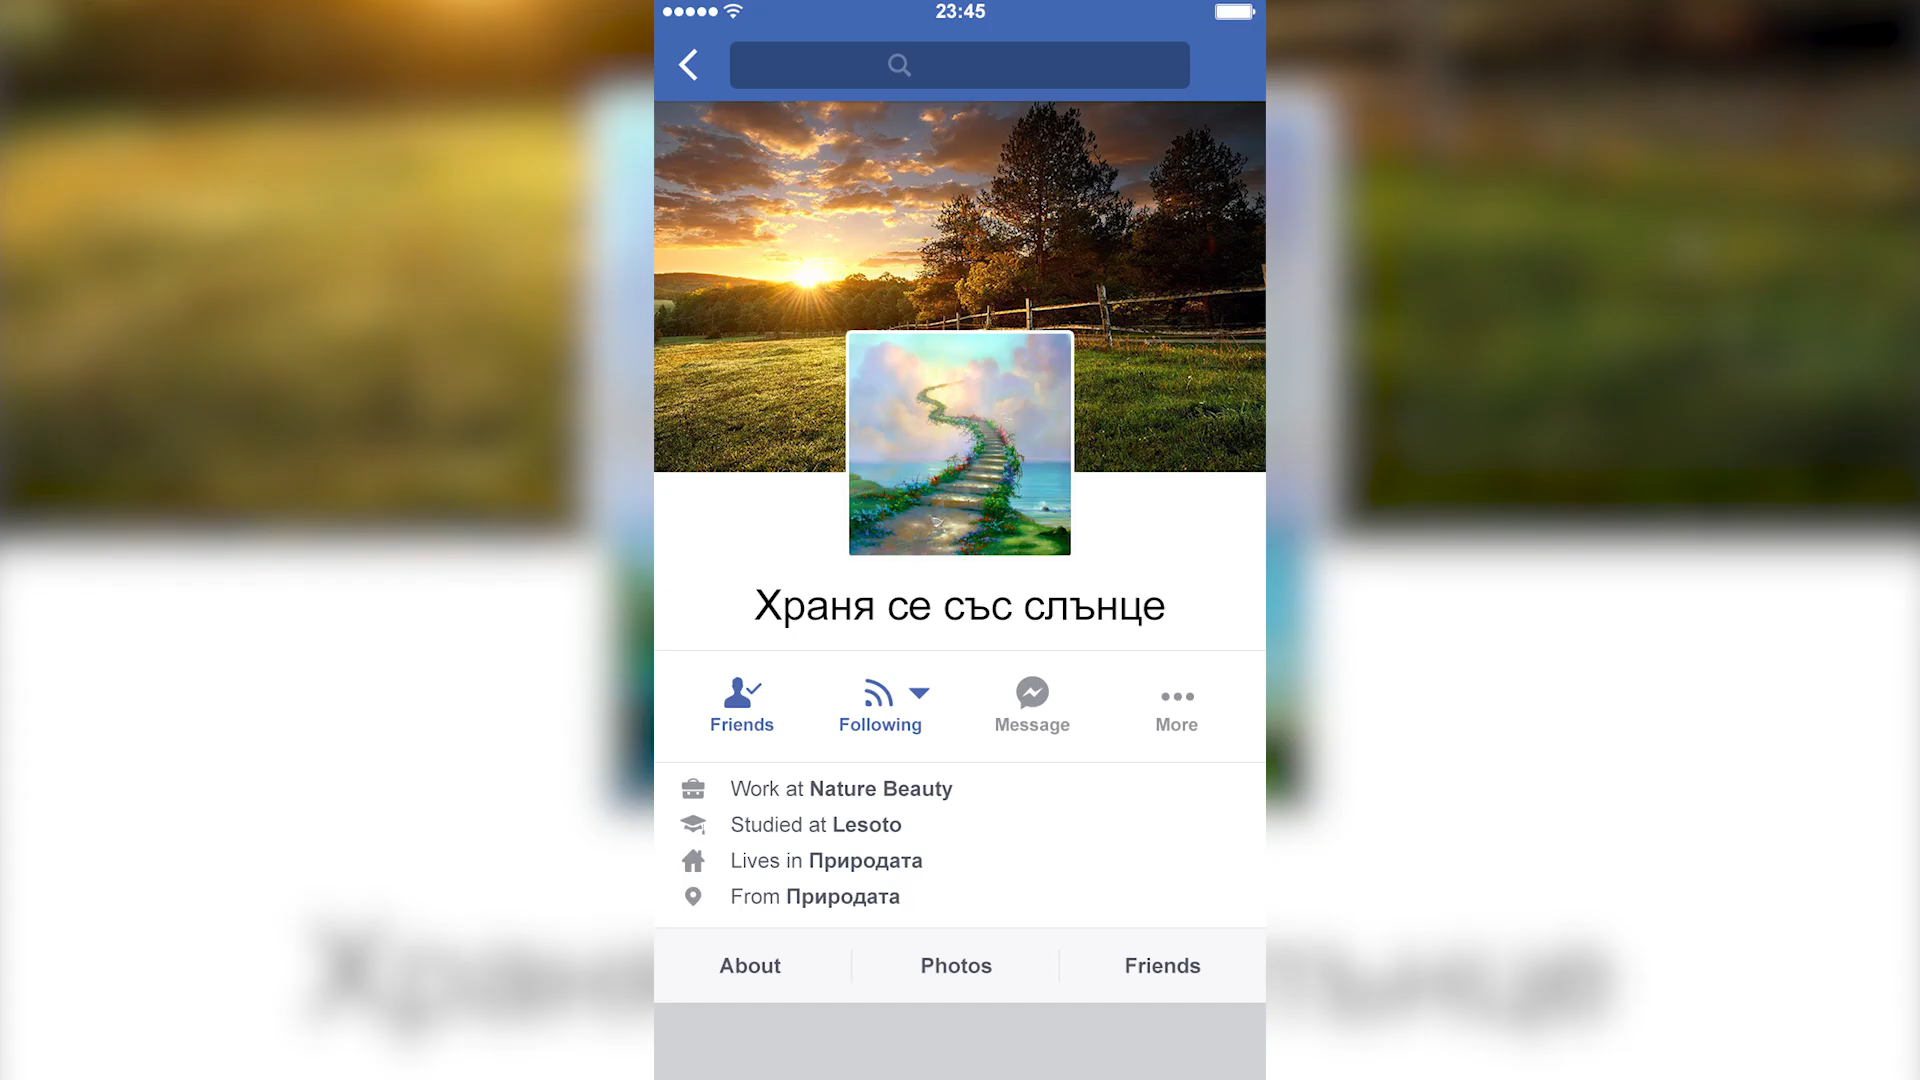 23:45
Храня се със слънце
Friends
Following
Message
More
Work at Nature Beauty
Studied at Lesoto
Lives in Природата
From Природата
About
Photos
Friends